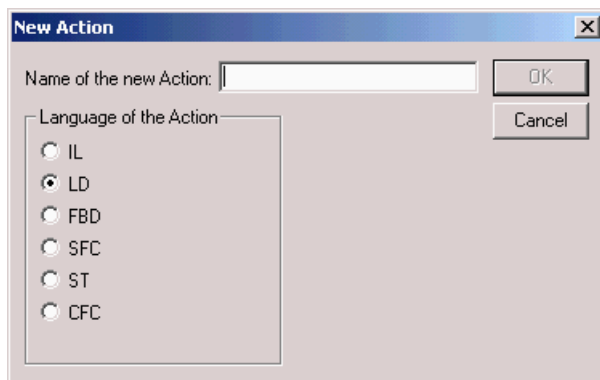 New Action
Name of the new Action:
OK
Language of the Action
Cancel
IL
LD
FBD
SFC
ST
CFC